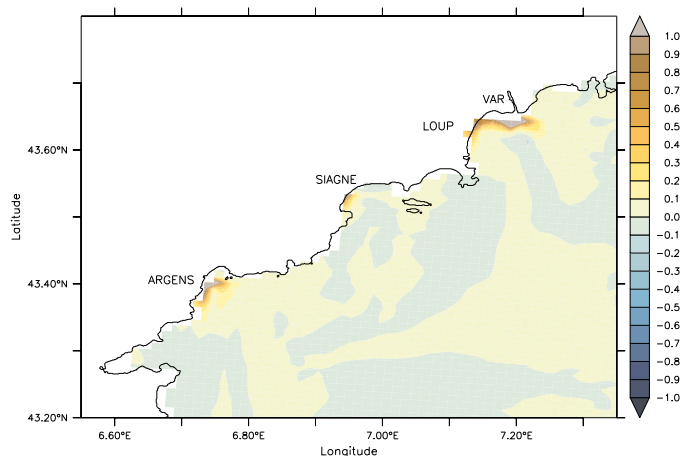 VAR
LOUP
SIAGNE
ARGENS
43.60°N
43.40°N
43.20°N
Latitude
6.60°E 6.80°E 7.00°E 7.20°E
Longitude
1.0
0.9
0.8
0.7
0.6
0.5
0.4
0.3
0.2
0.1
0.0
−0.1
−0.2
−0.3
−0.4
−0.5
−0.6
−0.7
−0.8
−0.9
−1.0